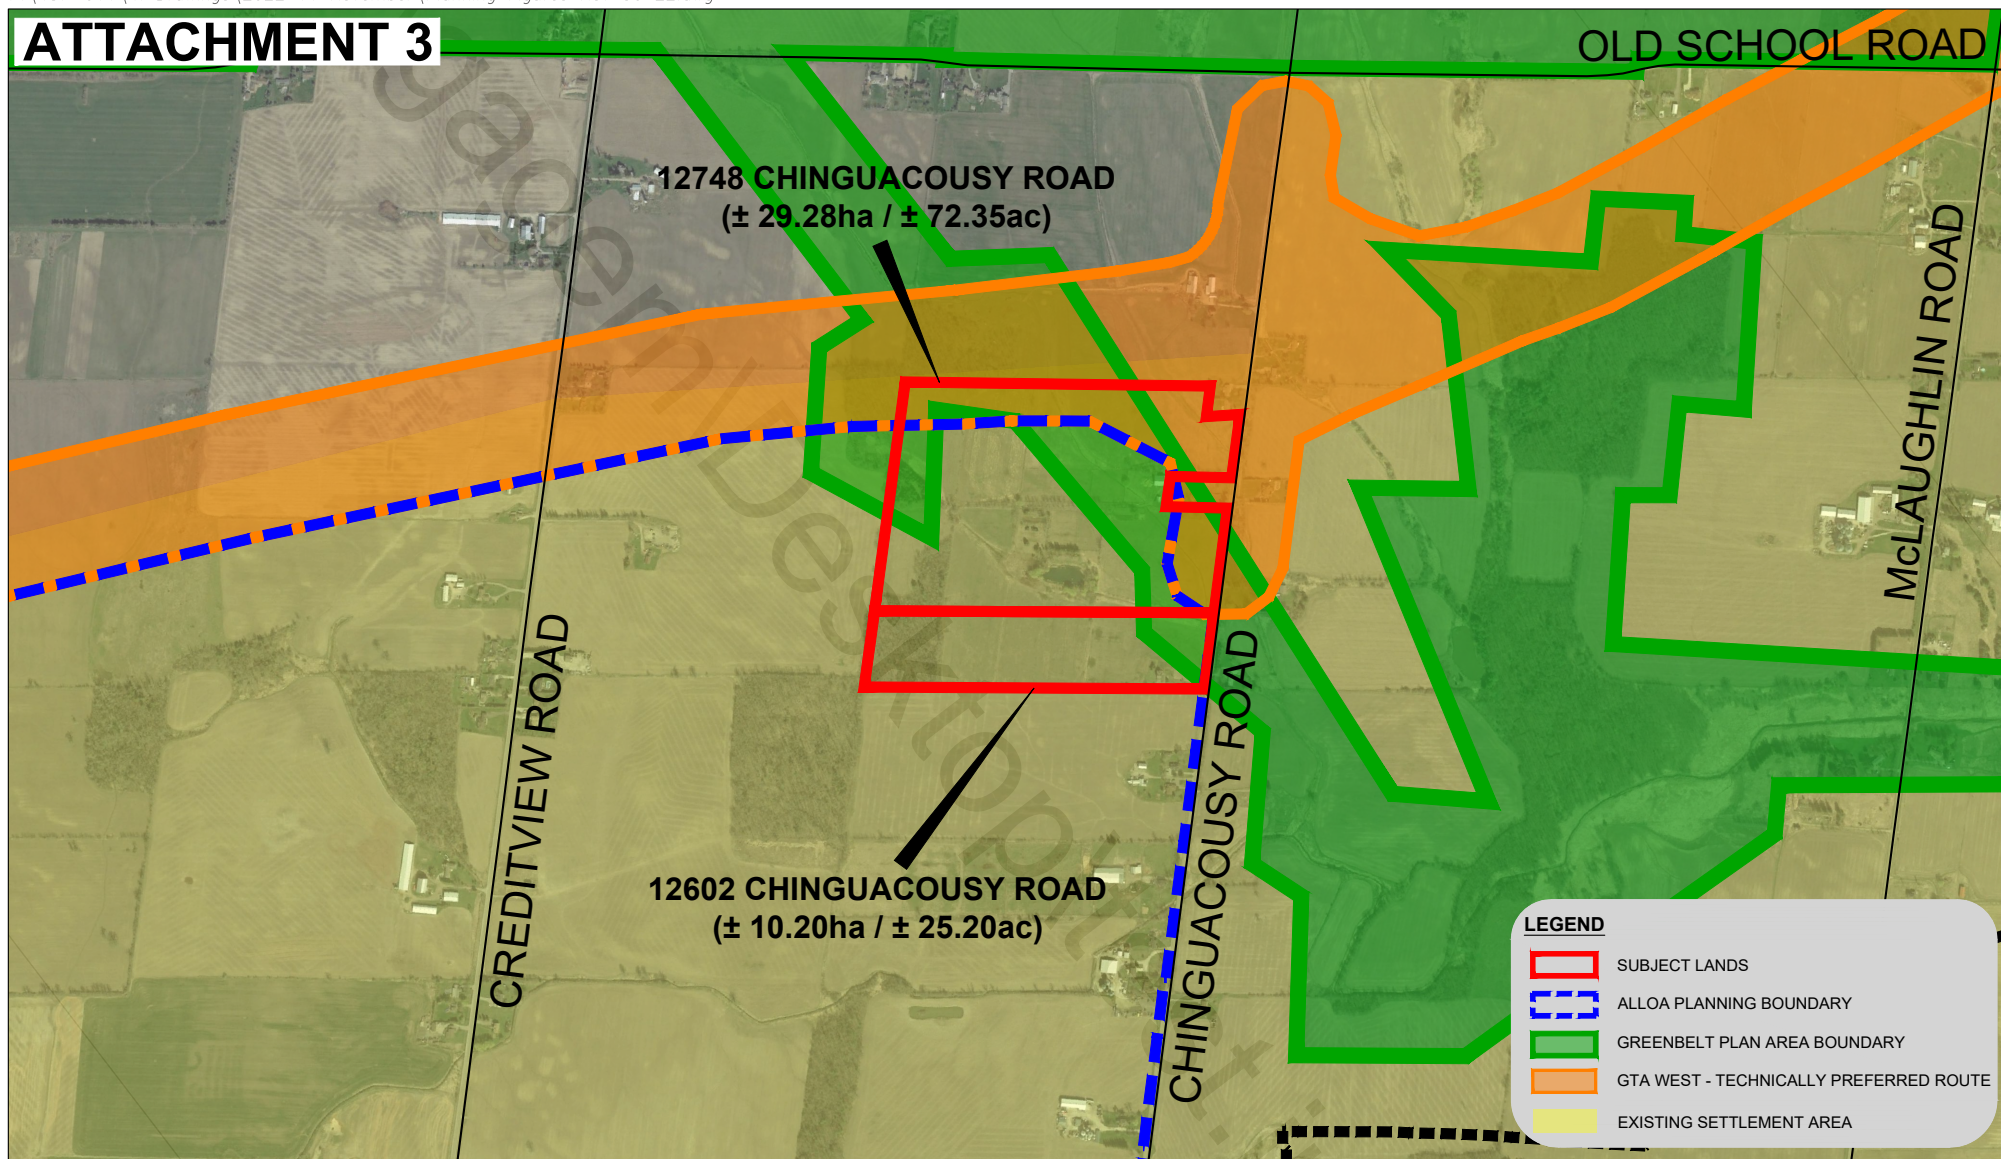 ATTACHMENT 3
OLD SCHOOL ROAD
12748 CHINGUACOUSY ROAD
(± 29.28ha / ± 72.35ac)
McLAUGHLIN ROAD
CREDITVIEW ROAD
CHINGUACOUSY ROAD
12602 CHINGUACOUSY ROAD
(± 10.20ha / ± 25.20ac)
LEGEND
SUBJECT LANDS
ALLOA PLANNING BOUNDARY
GREENBELT PLAN AREA BOUNDARY
GTA WEST - TECHNICALLY PREFERRED ROUTE
EXISTING SETTLEMENT AREA